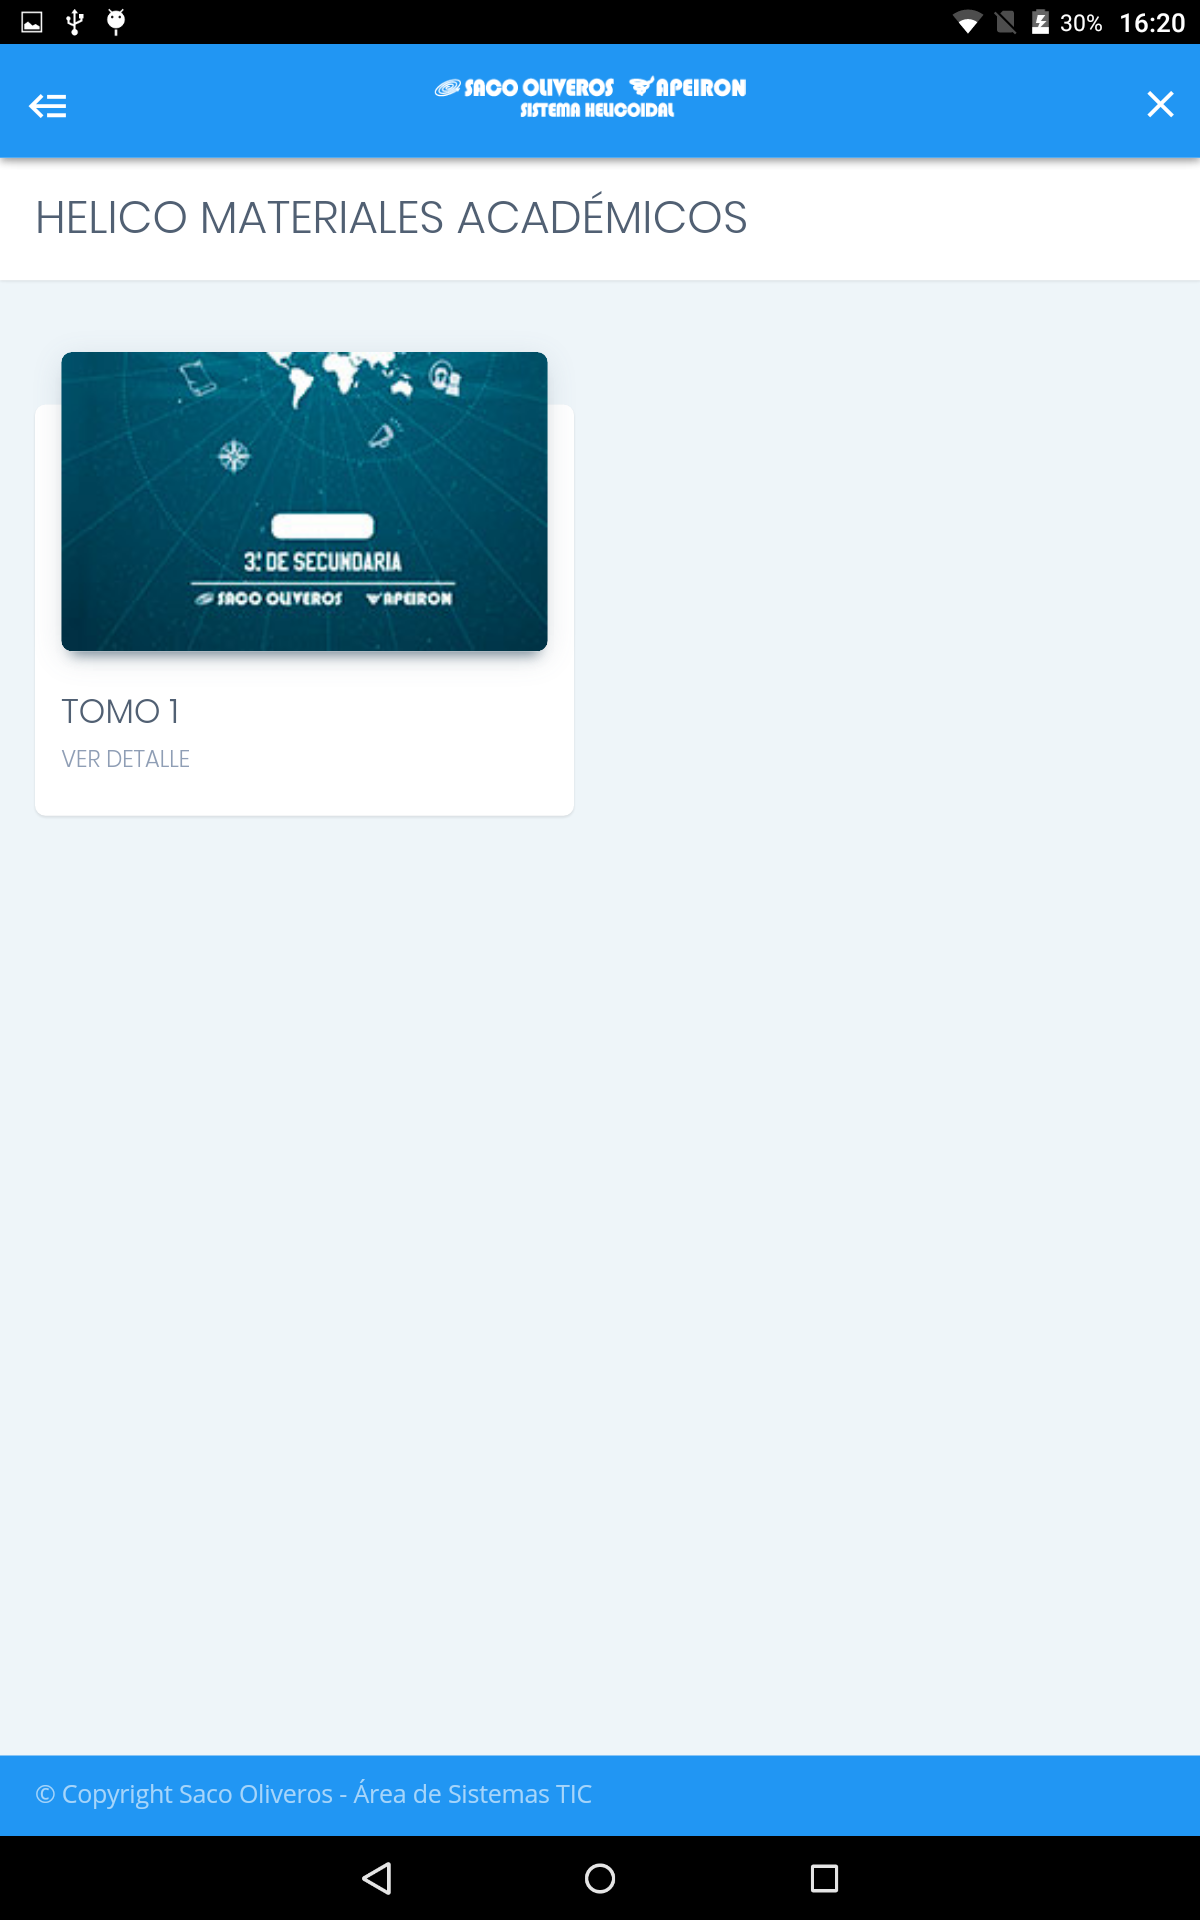 30% 16:20
SACO OLIVEROS APEIRON
SISTEMA HELICOIDAL
HELICO MATERIALES ACADÉMICOS
3.° DE SECUNDARIA
SACO OLIVEROS APEIRON
TOMO 1
VER DETALLE
© Copyright Saco Oliveros - Área de Sistemas TIC